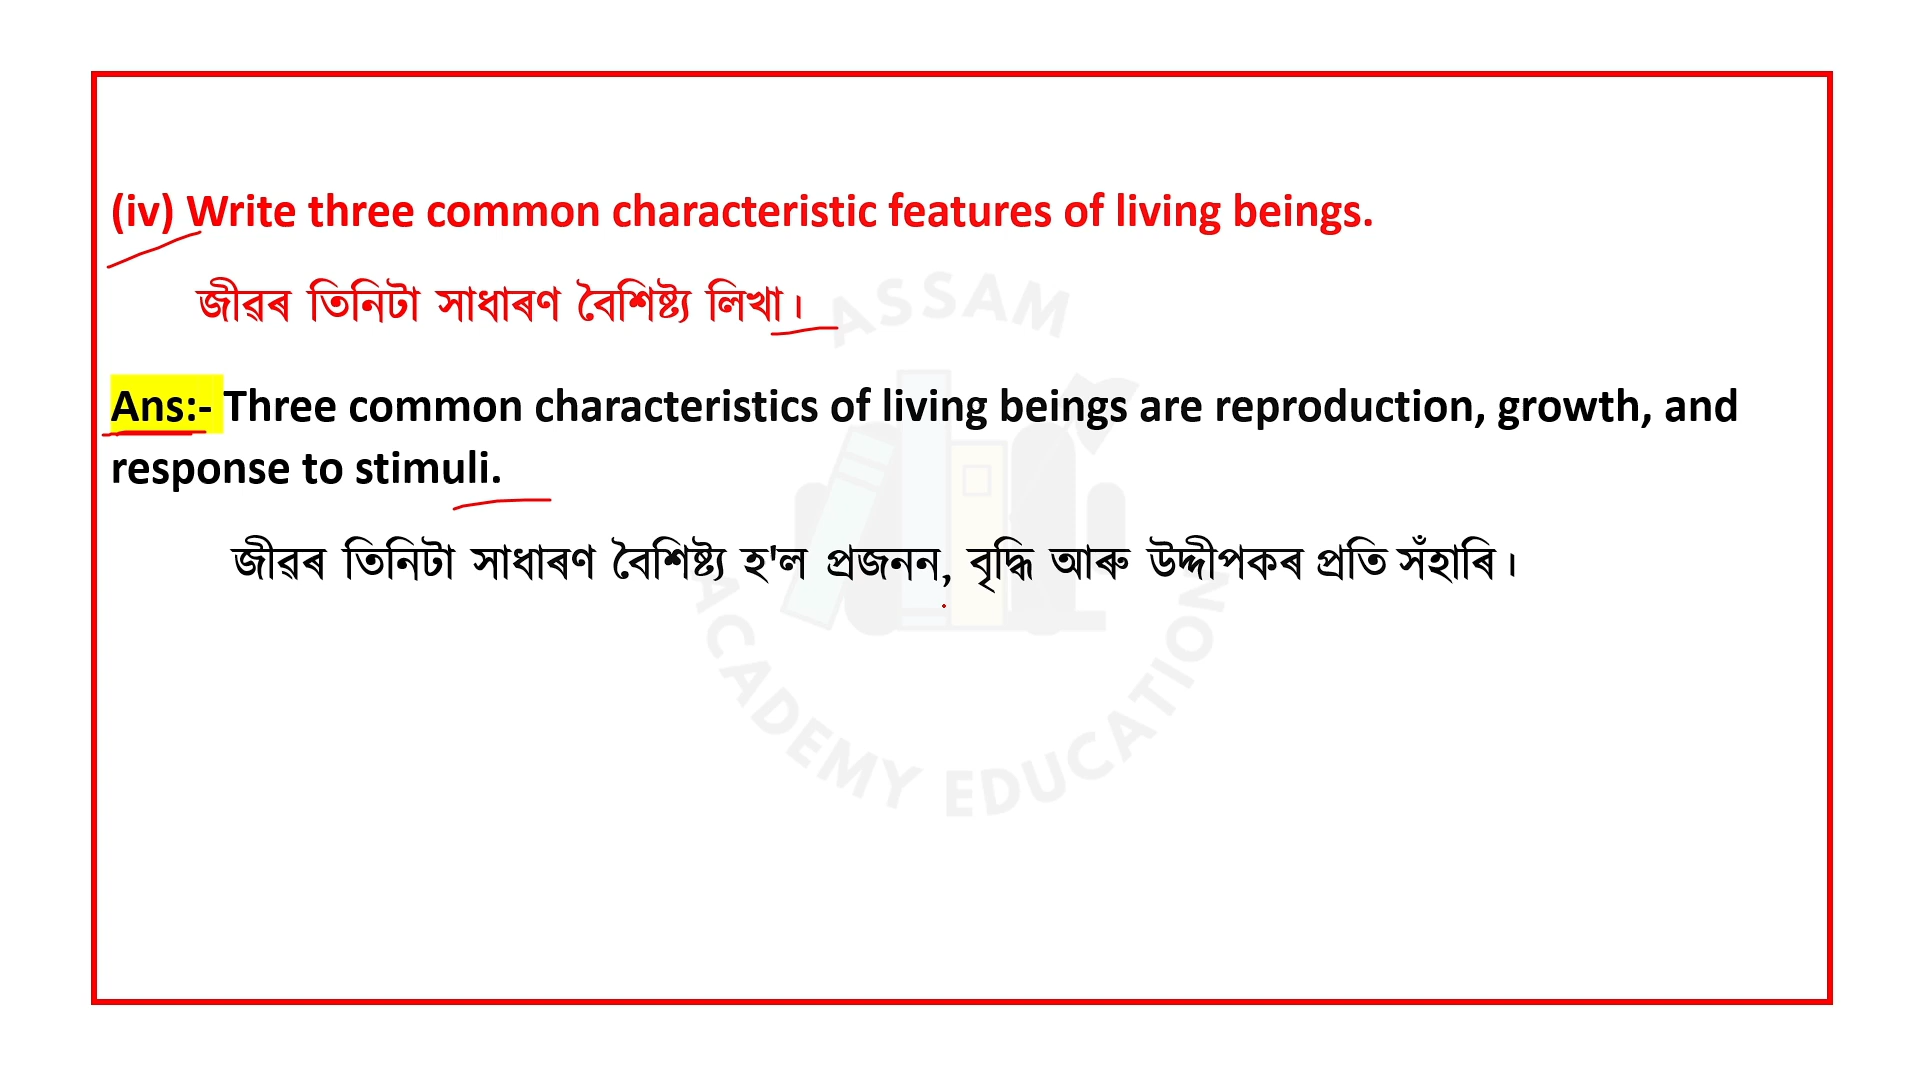 (iv) Write three common characteristic features of living beings.
জীৱৰ তিনিটা সাধাৰণ বৈশিষ্ট্য লিখা।
Ans:- Three common characteristics of living beings are reproduction, growth, and
response to stimuli.
জীৱৰ তিনিটা সাধাৰণ বৈশিষ্ট্য হ'ল প্ৰজনন, বৃদ্ধি আৰু উদ্দীপকৰ প্ৰতি সঁহাৰি।
ASSAM
ACADEMY EDUCATION